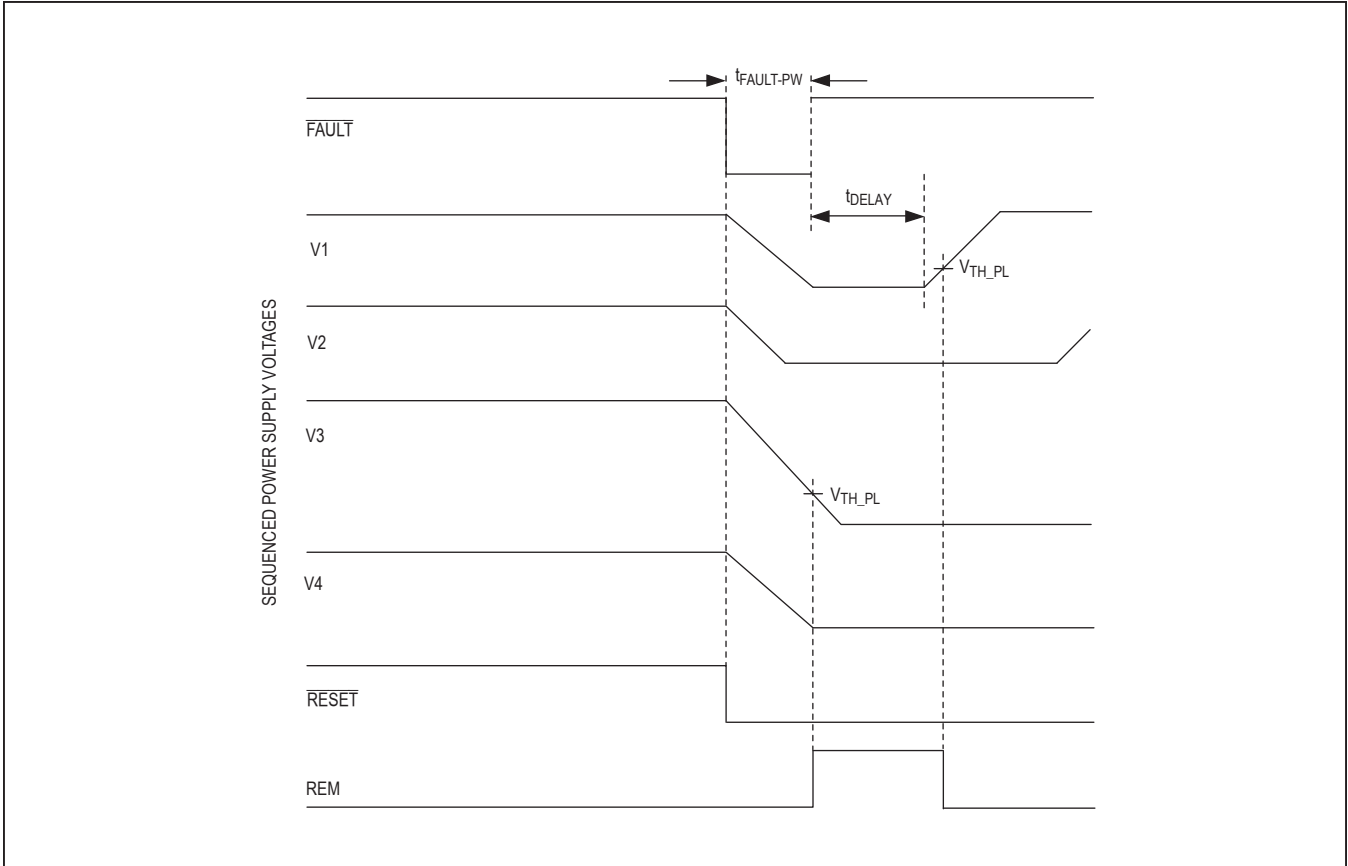 tFAULT-PW
FAULT
tDELAY
V1
VTH_PL
SEQUENCED POWER SUPPLY VOLTAGES
V2
V3
VTH_PL
V4
RESET
REM